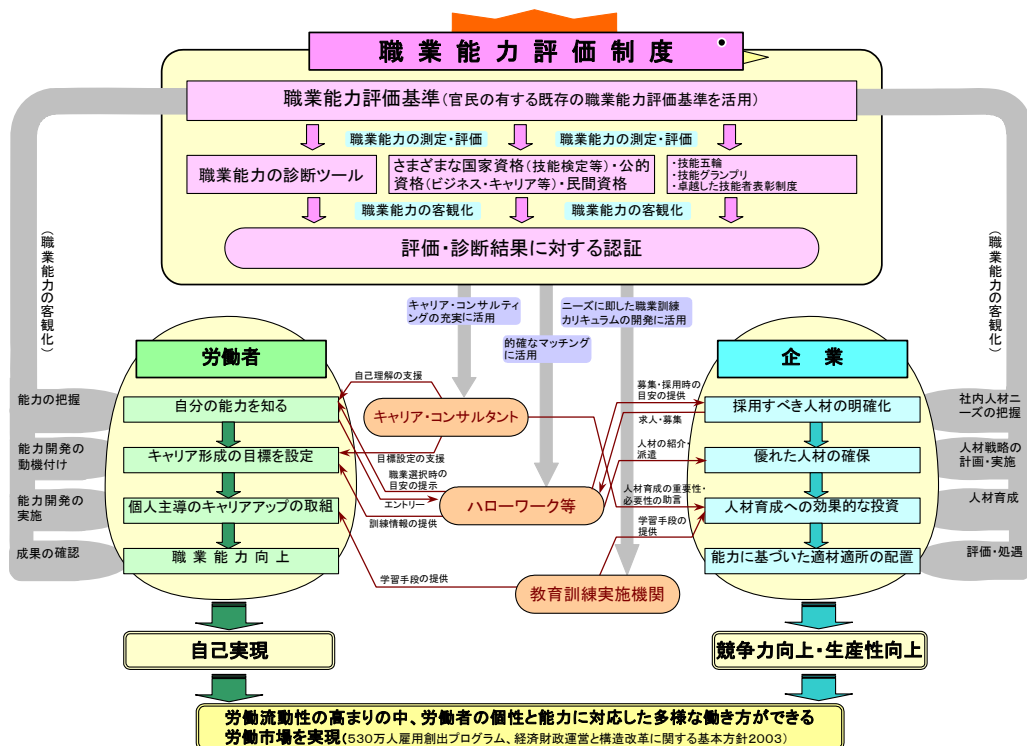 職業能力評価制度
職業能力評価基準（官民の有する既存の職業能力評価基準を活用）
職業能力の測定・評価
職業能力の測定・評価
職業能力の診断ツール
さまざまな国家資格（技能検定等）・公的
資格（ビジネス・キャリア等）・民間資格
・技能五輪
・技能グランプリ
・卓越した技能者表彰制度
職業能力の客観化
職業能力の客観化
評価・診断結果に対する認証
（職業能力の客観化）
（職業能力の客観化）
キャリア・コンサルティ
ングの充実に活用
ニーズに即した職業訓練
カリキュラムの開発に活用
的確なマッチング
に活用
労働者
企　業
能力の把握
能力開発の
動機付け
能力開発の
実施
成果の確認
自分の能力を知る
キャリア形成の目標を設定
個人主導のキャリアアップの取組
職業能力向上
自己理解の支援
キャリア・コンサルタント
目標設定の支援
職業選択時の
目安の提示
エントリー
訓練情報の提供
ハローワーク等
学習手段の提供
教育訓練実施機関
募集・採用時の
目安の提供
求人・募集
人材の紹介・
派遣
人材育成の重要性・
必要性の助言
学習手段の
提供
採用すべき人材の明確化
優れた人材の確保
人材育成への効果的な投資
能力に基づいた適材適所の配置
社内人材ニ
ーズの把握
人材戦略の
計画・実施
人材育成
評価・処遇
自己実現
競争力向上・生産性向上
労働流動性の高まりの中、労働者の個性と能力に対応した多様な働き方ができる
労働市場を実現（530万人雇用創出プログラム、経済財政運営と構造改革に関する基本方針2003）